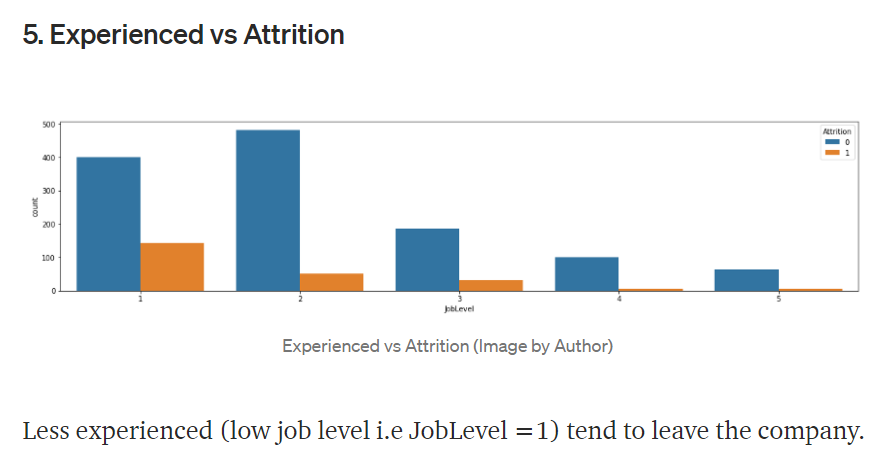 5. Experienced vs Attrition
500
400
300
200
100
0
count
Attrition
0
1
1 2 3 4 5
JobLevel
Experienced vs Attrition (Image by Author)
Less experienced (low job level i.e JobLevel =1) tend to leave the company.